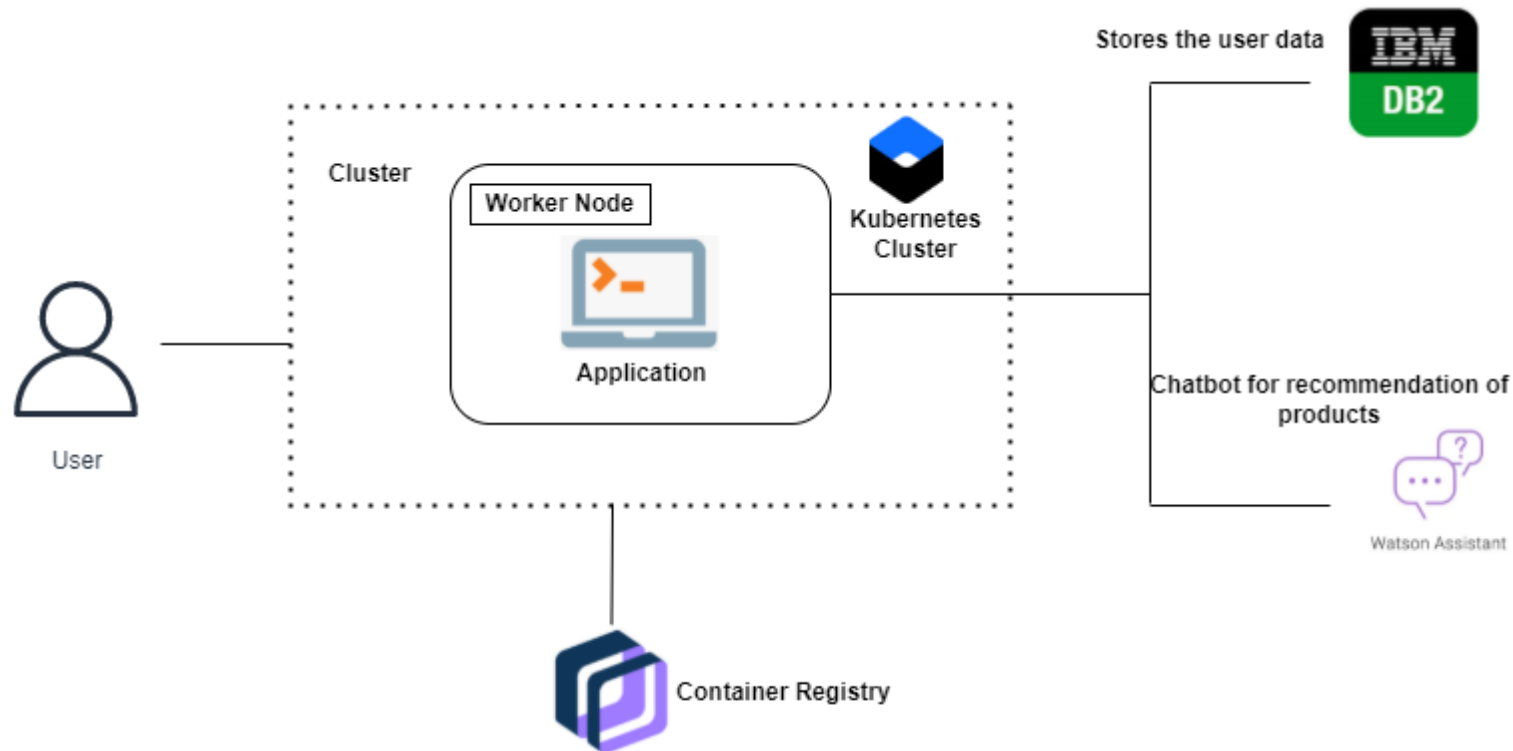 Stores the user data
IBM
DB2
Cluster
Worker Node
Kubernetes
Cluster
Application
User
Chatbot for recommendation of
products
?
Watson Assistant
Container Registry